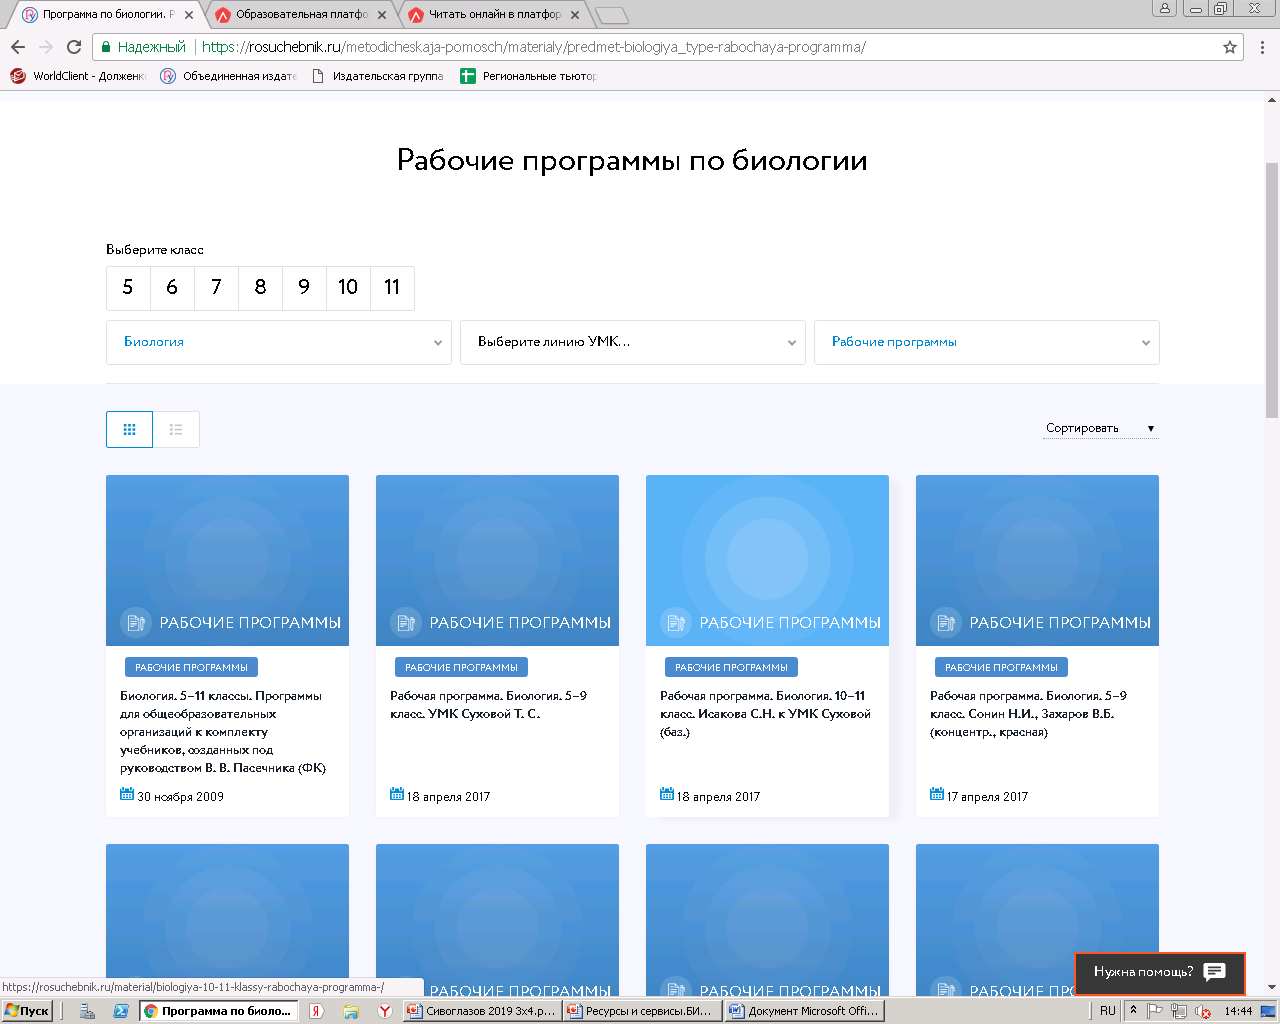 Программа по биологии. Р
Образовательная платфо
Читать онлайн в платфор
Надежный
https://rosuchebnik.ru/metodicheskaja-pomosch/materialy/predmet-biologiya_type-rabochaya-programma/
WorldClient - Долженко
Объединенная издате
Издательская группа
Региональные тьютор
Рабочие программы по биологии
Выберите класс
5 6 7 8 9 10 11
Биология
Выберите линию УМК...
Рабочие программы
Сортировать
РАБОЧИЕ ПРОГРАММЫ
РАБОЧИЕ ПРОГРАММЫ
Биология. 5–11 классы. Программы
для общеобразовательных
организаций к комплекту
учебников, созданных под
руководством В. В. Пасечника (ФК)
30 ноября 2009
РАБОЧИЕ ПРОГРАММЫ
РАБОЧИЕ ПРОГРАММЫ
Рабочая программа. Биология. 5–9
класс. УМК Суховой Т. С.
18 апреля 2017
РАБОЧИЕ ПРОГРАММЫ
РАБОЧИЕ ПРОГРАММЫ
Рабочая программа. Биология. 10–11
класс. Исакова С.Н. к УМК Суховой
(баз.)
18 апреля 2017
РАБОЧИЕ ПРОГРАММЫ
РАБОЧИЕ ПРОГРАММЫ
Рабочая программа. Биология. 5–9
класс. Сонин Н.И., Захаров В.Б.
(концентр., красная)
17 апреля 2017
РАБОЧИЕ ПРОГРАММЫ
РАБОЧИЕ ПРОГРАММЫ
РАБОЧИЕ ПРОГРАММЫ
Нужна помощь?
https://rosuchebnik.ru/material/biologiya-10-11-klassy-rabochaya-programma-/
Пуск
Программа по биоло...
Сивоглазов 2019 3x4.p...
Ресурсы и сервисы.БИ...
Документ Microsoft Offi...
RU
14:44